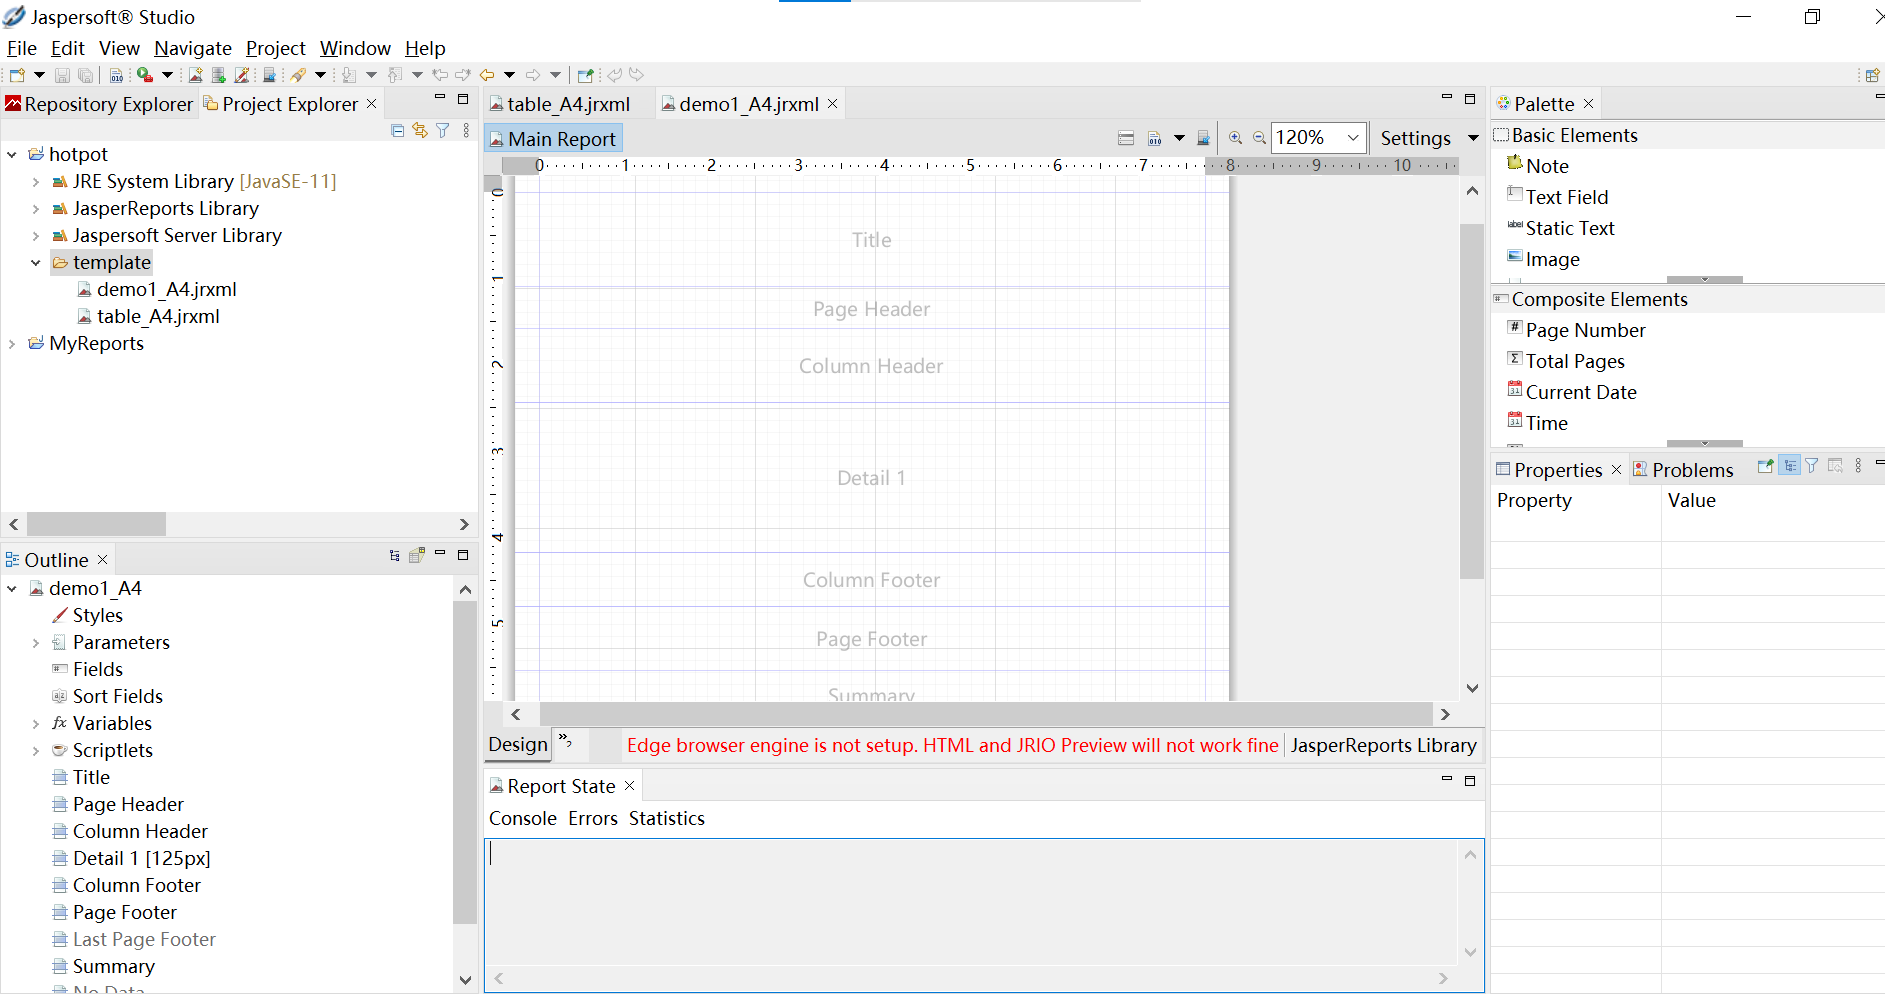 Jaspersoft® Studio
File Edit View Navigate Project Window Help
Repository Explorer
Project Explorer
hotpot
JRE System Library [JavaSE-11]
JasperReports Library
Jaspersoft Server Library
template
demo1_A4.jrxml
table_A4.jrxml
MyReports
Outline
demo1_A4
Styles
Parameters
Fields
Sort Fields
Variables
Scriptlets
Title
Page Header
Column Header
Detail 1 [125px]
Column Footer
Page Footer
Last Page Footer
Summary
No Data
table_A4.jrxml
demo1_A4.jrxml
Main Report
120%
Settings
0 1 2 3 4 5 6 7 8 9 10
0
1
2
3
4
5
Title
Page Header
Column Header
Detail 1
Column Footer
Page Footer
Summary
Design
Edge browser engine is not setup. HTML and JRIO Preview will not work fine
JasperReports Library
Report State
Console Errors Statistics
Palette
Basic Elements
Note
Text Field
Static Text
Image
Composite Elements
Page Number
Total Pages
Current Date
Time
Properties
Problems
Property Value